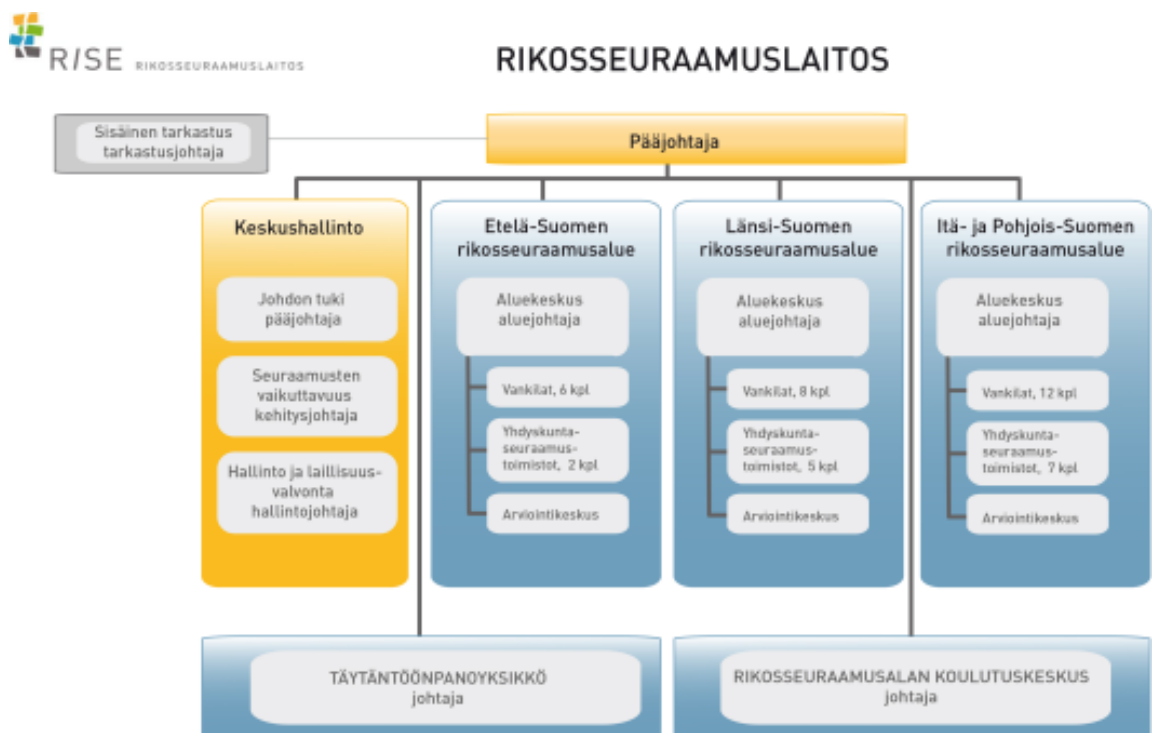 RISE RIKOSSEURAAMUSLAITOS
RIKOSSEURAAMUSLAITOS
Sisäinen tarkastus
tarkastusjohtaja
Pääjohtaja
Keskushallinto
Johdon tuki
pääjohtaja
Seuraamusten
vaikuttavuus
kehitysjohtaja
Hallinto ja laillisuus-
valvonta
hallintojohtaja
Etelä-Suomen
rikosseuraamusalue
Aluekeskus
aluejohtaja
Vankilat, 6 kpl
Yhdyskunta-
seuraamus-
toimistot, 2 kpl
Arviointikeskus
Länsi-Suomen
rikosseuraamusalue
Aluekeskus
aluejohtaja
Vankilat, 8 kpl
Yhdyskunta-
seuraamus-
toimistot, 5 kpl
Arviointikeskus
Itä- ja Pohjois-Suomen
rikosseuraamusalue
Aluekeskus
aluejohtaja
Vankilat, 12 kpl
Yhdyskunta-
seuraamus-
toimistot, 7 kpl
Arviointikeskus
TÄYTÄNTÖÖNPANOYKSIKKÖ
johtaja
RIKOSSEURAAMUSALAN KOULUTUSKESKUS
johtaja